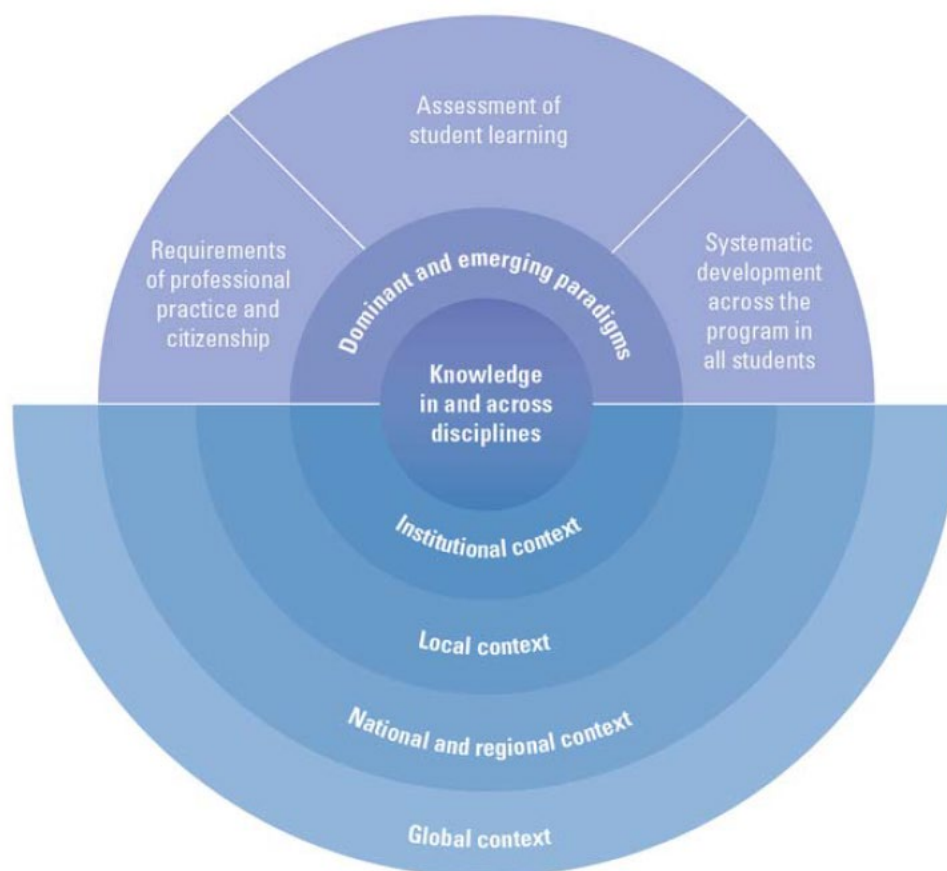 Assessment of
student learning
Requirements
of professional
practice and
citizenship
Dominant and emerging paradigms
Systematic
development
across the
program in
all students
Knowledge
in and across
disciplines
Institutional context
Local context
National and regional context
Global context